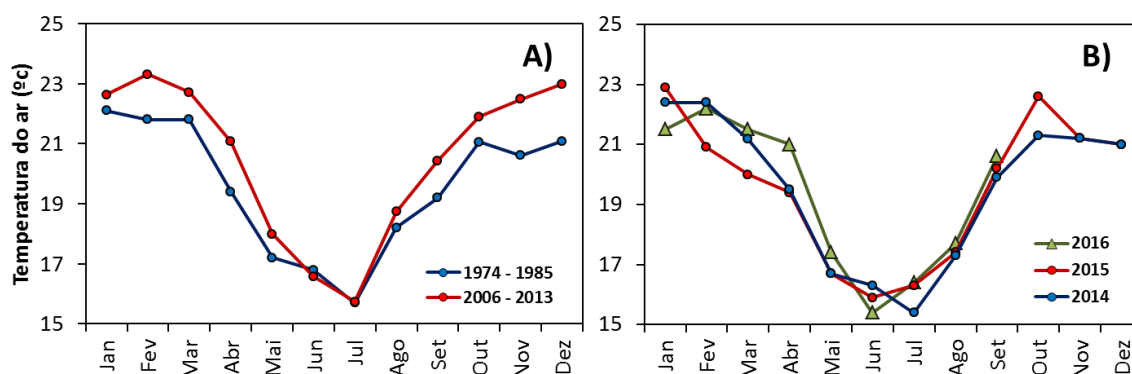 Temperatura do ar (ºc)
25
23
21
19
17
15
A)
1974 - 1985
2006 - 2013
Jan
Fev
Mar
Abr
Mai
Jun
Jul
Ago
Set
Out
Nov
Dez
25
23
21
19
17
15
B)
2016
2015
2014
Jan
Fev
Mar
Abr
Mai
Jun
Jul
Ago
Set
Out
Nov
Dez